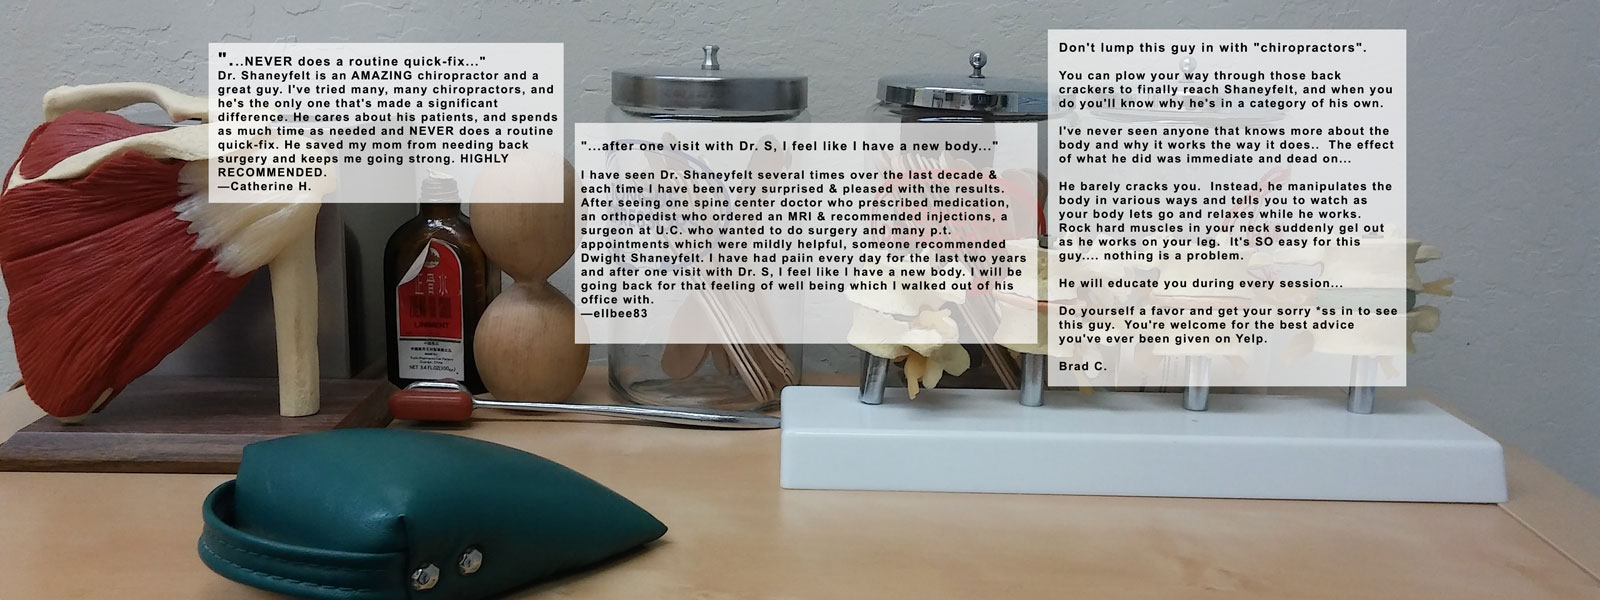 "...NEVER does a routine quick-fix..."
Dr. Shaneyfelt is an AMAZING chiropractor and a
great guy. I've tried many, many chiropractors, and
he's the only one that's made a significant
difference. He cares about his patients, and spends
as much time as needed and NEVER does a routine
quick-fix. He saved my mom from needing back
surgery and keeps me going strong. HIGHLY
RECOMMENDED.
—Catherine H.
"...after one visit with Dr. S, I feel like I have a new body..."
I have seen Dr. Shaneyfelt several times over the last decade &
each time I have been very surprised & pleased with the results.
After seeing one spine center doctor who prescribed medication,
an orthopedist who ordered an MRI & recommended injections, a
surgeon at U.C. who wanted to do surgery and many p.t.
appointments which were mildly helpful, someone recommended
Dwight Shaneyfelt. I have had paiin every day for the last two years
and after one visit with Dr. S, I feel like I have a new body. I will be
going back for that feeling of well being which I walked out of his
office with.
—ellbee83
Don't lump this guy in with "chiropractors".
You can plow your way through those back
crackers to finally reach Shaneyfelt, and when you
do you'll know why he's in a category of his own.
I've never seen anyone that knows more about the
body and why it works the way it does.. The effect
of what he did was immediate and dead on...
He barely cracks you. Instead, he manipulates the
body in various ways and tells you to watch as
your body lets go and relaxes while he works.
Rock hard muscles in your neck suddenly gel out
as he works on your leg. It's SO easy for this
guy.... nothing is a problem.
He will educate you during every session...
Do yourself a favor and get your sorry *ss in to see
this guy. You're welcome for the best advice
you've ever been given on Yelp.
Brad C.
LINIMENT